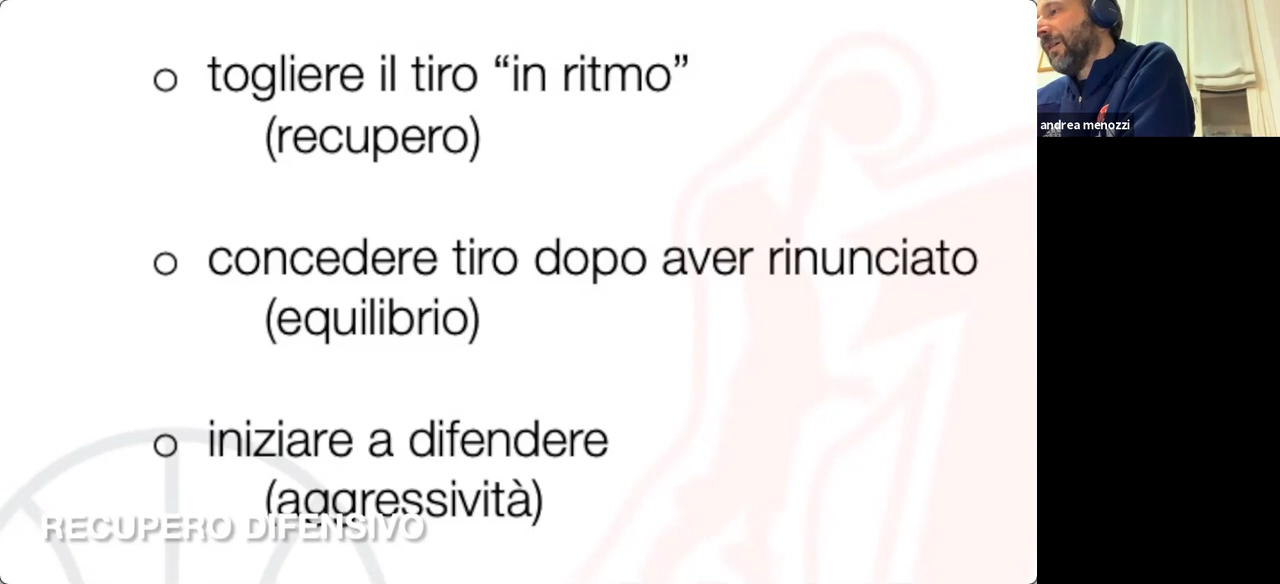 togliere il tiro “in ritmo”
(recupero)
concedere tiro dopo aver rinunciato
(equilibrio)
iniziare a difendere
(aggressività)
RECUPERO DIFENSIVO
andrea menozzi